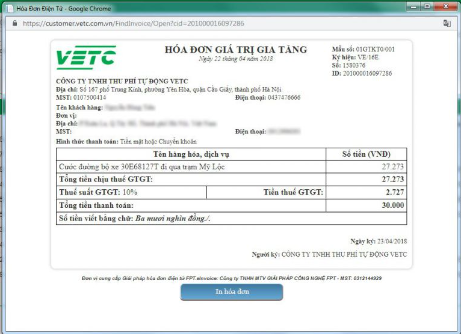 Hóa Đơn Điện Tử - Google Chrome
https://customer.vetc.com.vn/FindInvoice/Open?cid=201000016097286
VETC
HÓA ĐƠN GIÁ TRỊ GIA TĂNG
Ngày 22 tháng 04 năm 2018
Mẫu số: 01GTKT0/001
Ký hiệu: VE/16E
Số: 1580376
ID: 201000016097286
CÔNG TY TNHH THU PHÍ TỰ ĐỘNG VETC
Địa chỉ: Số 167 phố Trung Kính, phường Yên Hòa, quận Cầu Giấy, thành phố Hà Nội
MST: 0107500414 Điện thoại: 0437476666
Tên khách hàng:
Đơn vị:
Địa chỉ:
MST: Điện thoại:
Hình thức thanh toán: Tiền mặt hoặc Chuyển khoản
Tên hàng hóa, dịch vụ Số tiền (VNĐ)
Cước đường bộ xe 30E68127T đi qua trạm Mỹ Lộc 27.273
Tổng tiền chịu thuế GTGT: 27.273
Thuế suất GTGT: 10% Tiền thuế GTGT: 2.727
Tổng tiền thanh toán: 30.000
Số tiền viết bằng chữ: Ba mươi nghìn đồng./.
Ngày ký: 23/04/2018
Người ký: CÔNG TY TNHH THU PHÍ TỰ ĐỘNG VETC
Đơn vị cung cấp Giải pháp hóa đơn điện tử FPT.eInvoice: Công ty TNHH MTV GIẢI PHÁP CÔNG NGHỆ FPT - MST: 0312144929
In hóa đơn